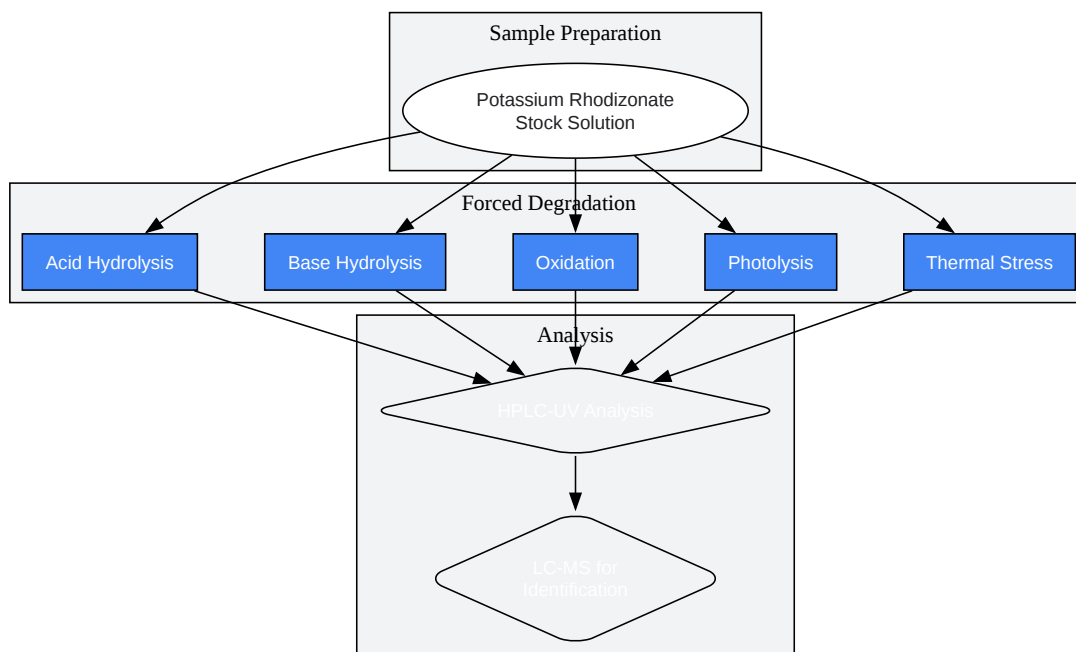 Sample Preparation
Potassium Rhodizonate
Stock Solution
Forced Degradation
Acid Hydrolysis
Base Hydrolysis
Oxidation
Photolysis
Thermal Stress
Analysis
HPLC-UV Analysis
LC-MS for
Identification